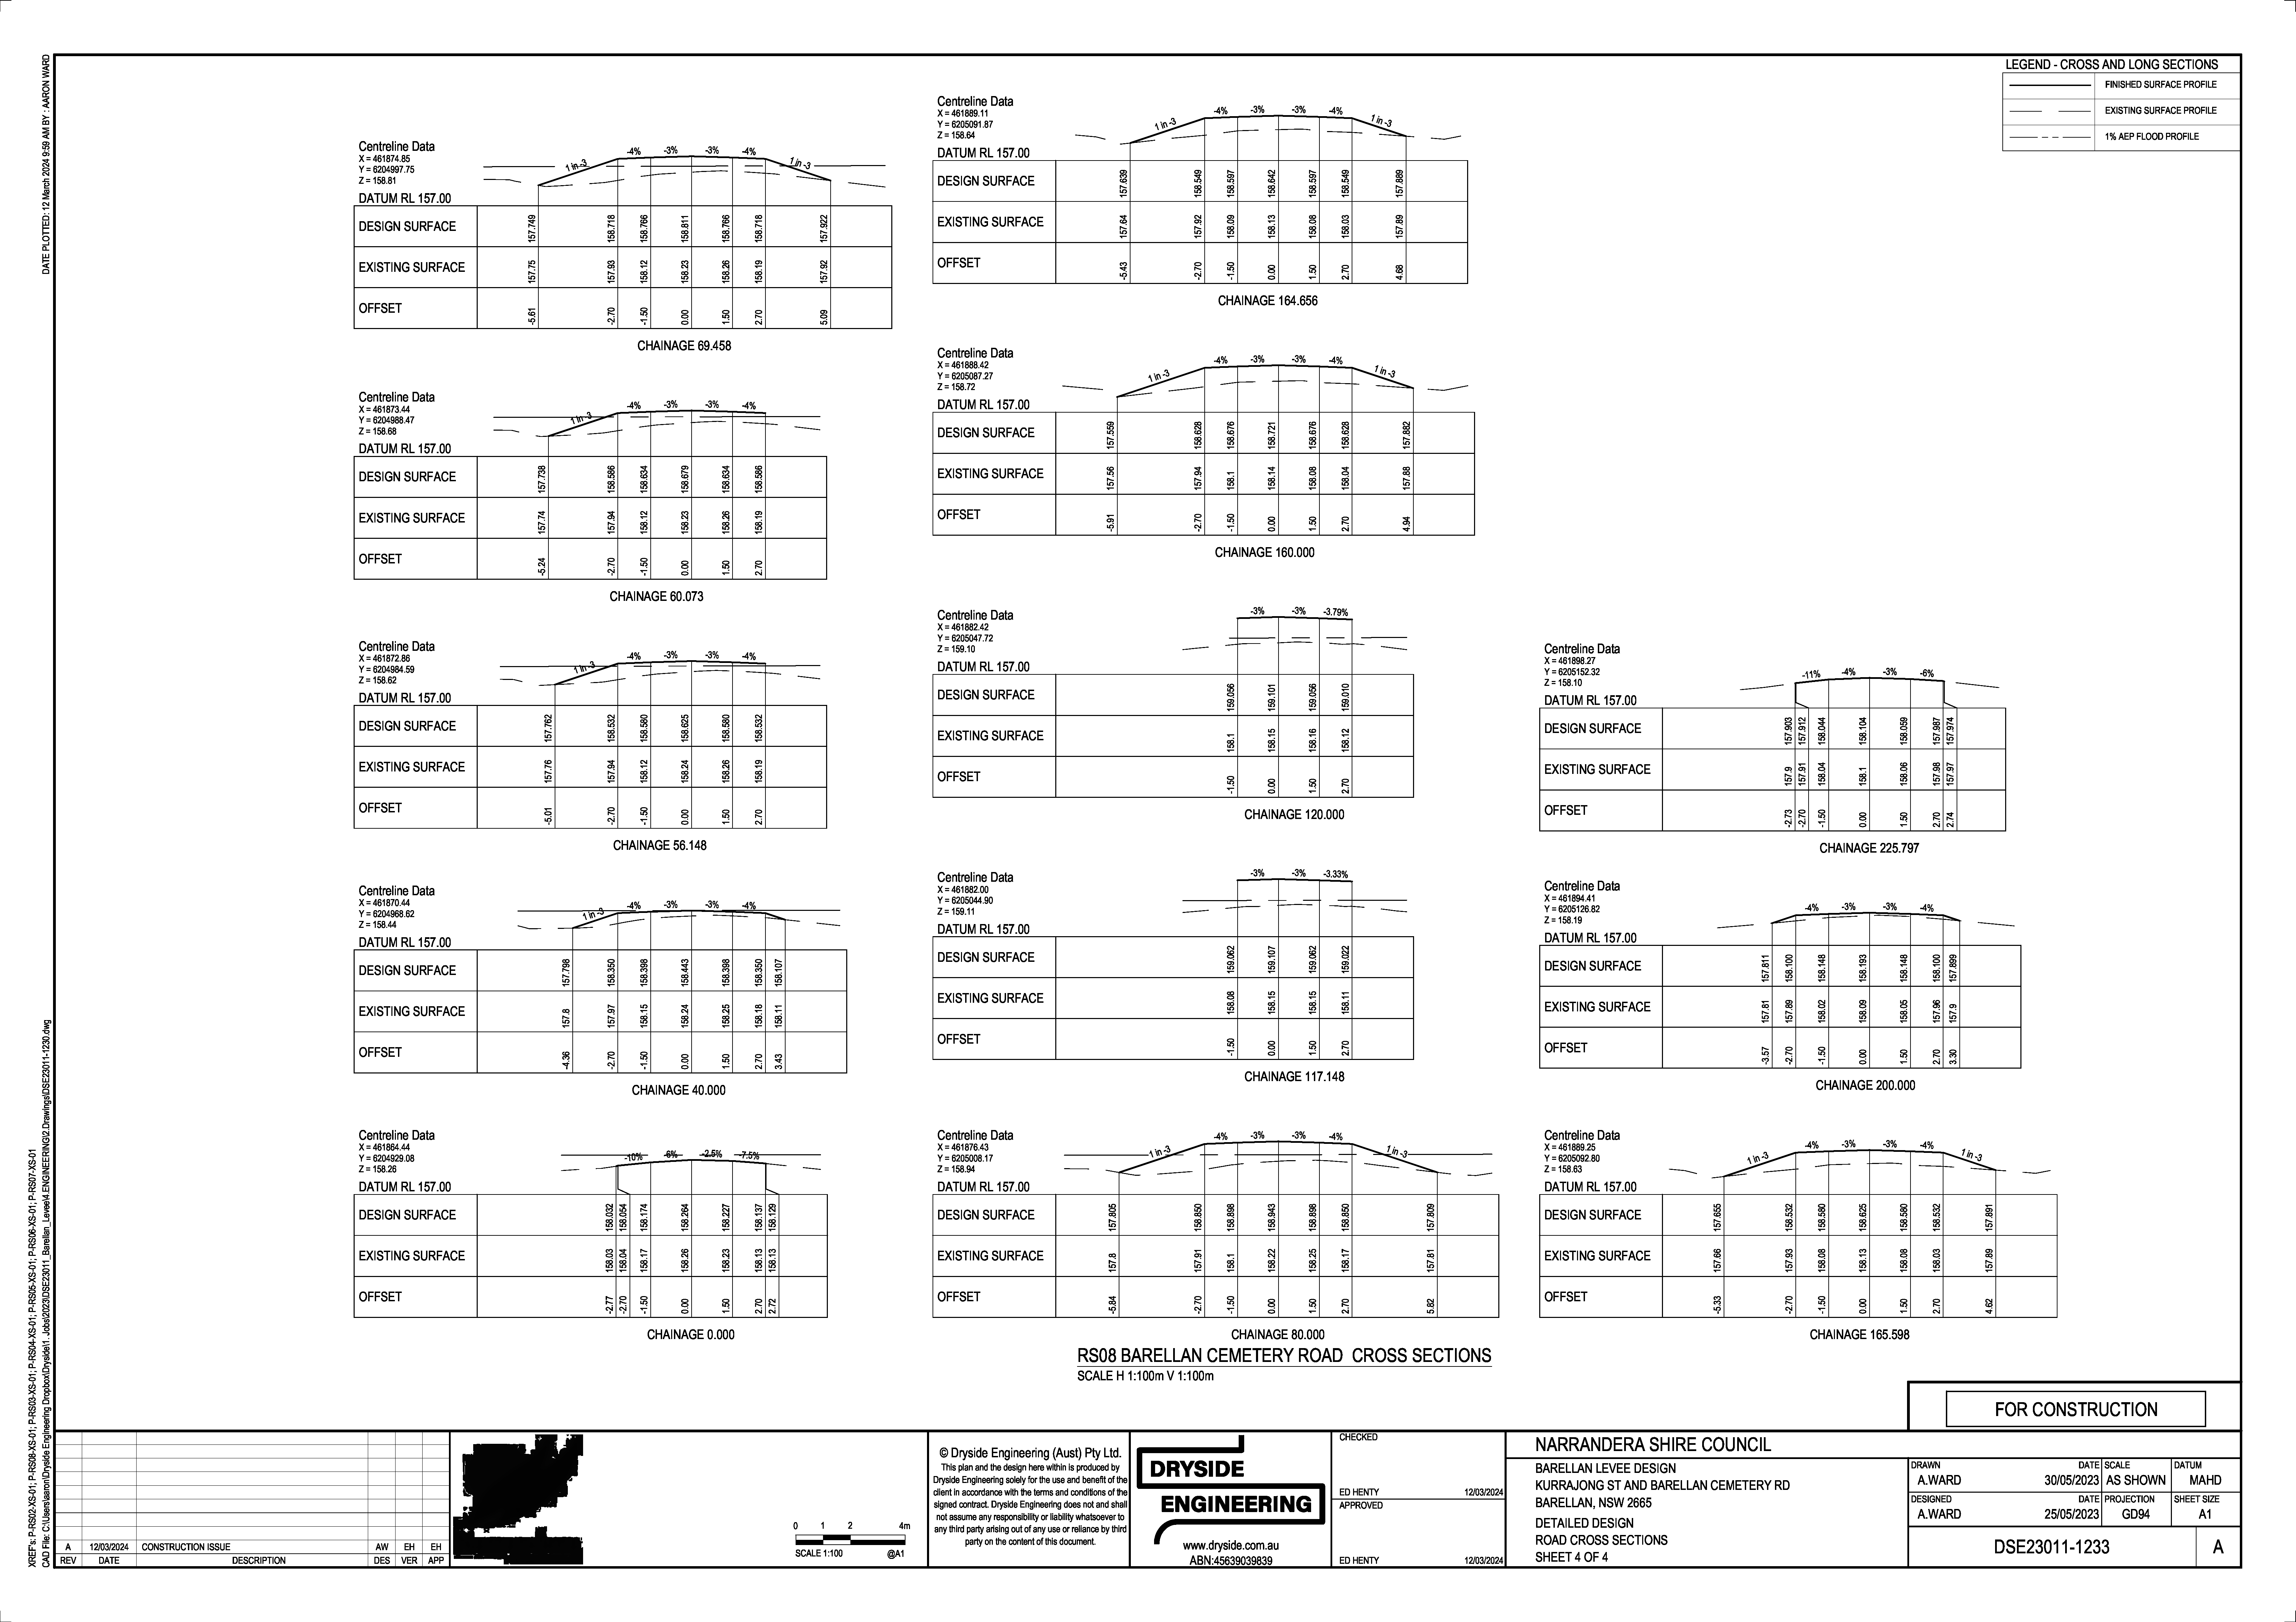 LEGEND - CROSS AND LONG SECTIONS
FINISHED SURFACE PROFILE
EXISTING SURFACE PROFILE
1% AEP FLOOD PROFILE
DATE PLOTTED: 12 March 2024 9:59 AM BY : AARON WARD
CAD File: C:\Users\aaron\Dryside Engineering Dropbox\Dryside\1. Jobs\2023\DSE23011_Barellan_Levee\4.ENGINEERING\2.Drawings\DSE23011-1230.dwg
XREF's: P-RS02-XS-01; P-RS08-XS-01; P-RS03-XS-01; P-RS04-XS-01; P-RS05-XS-01; P-RS06-XS-01; P-RS07-XS-01
Centreline Data
X = 461874.85
Y = 6204997.75
Z = 158.81
DATUM RL 157.00
1 in -3 -4% -3% -3% -4% 1 in -3
DESIGN SURFACE 157.749 158.718 158.766 158.811 158.766 158.718 157.922
EXISTING SURFACE 157.75 157.93 158.12 158.23 158.26 158.19 157.92
OFFSET -5.61 -2.70 -1.50 0.00 1.50 2.70 5.09
CHAINAGE 69.458
Centreline Data
X = 461873.44
Y = 6204988.47
Z = 158.68
DATUM RL 157.00
1 in -3 -4% -3% -3% -4%
DESIGN SURFACE 157.738 158.586 158.634 158.679 158.634 158.586
EXISTING SURFACE 157.74 157.94 158.12 158.23 158.26 158.19
OFFSET -5.24 -2.70 -1.50 0.00 1.50 2.70
CHAINAGE 60.073
Centreline Data
X = 461872.86
Y = 6204984.59
Z = 158.62
DATUM RL 157.00
1 in -3 -4% -3% -3% -4%
DESIGN SURFACE 157.762 158.532 158.580 158.625 158.580 158.532
EXISTING SURFACE 157.76 157.94 158.12 158.24 158.26 158.19
OFFSET -5.01 -2.70 -1.50 0.00 1.50 2.70
CHAINAGE 56.148
Centreline Data
X = 461870.44
Y = 6204968.62
Z = 158.44
DATUM RL 157.00
1 in -3 -4% -3% -3% -4%
DESIGN SURFACE 157.798 158.350 158.398 158.443 158.398 158.350 158.107
EXISTING SURFACE 157.8 157.97 158.15 158.24 158.25 158.18 158.11
OFFSET -4.36 -2.70 -1.50 0.00 1.50 2.70 3.43
CHAINAGE 40.000
Centreline Data
X = 461864.44
Y = 6204929.08
Z = 158.26
DATUM RL 157.00
-10% -6% -2.5% -7.5%
DESIGN SURFACE 158.032 158.054 158.174 158.264 158.227 158.137 158.129
EXISTING SURFACE 158.03 158.04 158.17 158.26 158.23 158.13 158.13
OFFSET -2.77 -2.70 -1.50 0.00 1.50 2.70 2.72
CHAINAGE 0.000
Centreline Data
X = 461889.11
Y = 6205091.87
Z = 158.64
DATUM RL 157.00
1 in -3 -4% -3% -3% -4% 1 in -3
DESIGN SURFACE 157.639 158.549 158.597 158.642 158.597 158.549 157.889
EXISTING SURFACE 157.64 157.92 158.09 158.13 158.08 158.03 157.89
OFFSET -5.43 -2.70 -1.50 0.00 1.50 2.70 4.68
CHAINAGE 164.656
Centreline Data
X = 461888.42
Y = 6205087.27
Z = 158.72
DATUM RL 157.00
1 in -3 -4% -3% -3% -4% 1 in -3
DESIGN SURFACE 157.559 158.628 158.676 158.721 158.676 158.628 157.882
EXISTING SURFACE 157.56 157.94 158.1 158.14 158.08 158.04 157.88
OFFSET -5.91 -2.70 -1.50 0.00 1.50 2.70 4.94
CHAINAGE 160.000
Centreline Data
X = 461882.42
Y = 6205047.72
Z = 159.10
DATUM RL 157.00
-3% -3% -3.79%
DESIGN SURFACE 159.056 159.101 159.056 159.010
EXISTING SURFACE 158.1 158.15 158.16 158.12
OFFSET -1.50 0.00 1.50 2.70
CHAINAGE 120.000
Centreline Data
X = 461882.00
Y = 6205044.90
Z = 159.11
DATUM RL 157.00
-3% -3% -3.33%
DESIGN SURFACE 159.062 159.107 159.062 159.022
EXISTING SURFACE 158.08 158.15 158.15 158.11
OFFSET -1.50 0.00 1.50 2.70
CHAINAGE 117.148
Centreline Data
X = 461876.43
Y = 6205008.17
Z = 158.94
DATUM RL 157.00
1 in -3 -4% -3% -3% -4% 1 in -3
DESIGN SURFACE 157.805 158.850 158.898 158.943 158.898 158.850 157.809
EXISTING SURFACE 157.8 157.91 158.1 158.22 158.25 158.17 157.81
OFFSET -5.84 -2.70 -1.50 0.00 1.50 2.70 5.82
CHAINAGE 80.000
Centreline Data
X = 461898.27
Y = 6205152.32
Z = 158.10
DATUM RL 157.00
-11% -4% -3% -6%
DESIGN SURFACE 157.903 157.912 158.044 158.104 158.059 157.987 157.974
EXISTING SURFACE 157.9 157.91 158.04 158.1 158.06 157.98 157.97
OFFSET -2.73 -2.70 -1.50 0.00 1.50 2.70 2.74
CHAINAGE 225.797
Centreline Data
X = 461894.41
Y = 6205126.82
Z = 158.19
DATUM RL 157.00
-4% -3% -3% -4%
DESIGN SURFACE 157.811 158.100 158.148 158.193 158.148 158.100 157.899
EXISTING SURFACE 157.81 157.89 158.02 158.09 158.05 157.96 157.9
OFFSET -3.57 -2.70 -1.50 0.00 1.50 2.70 3.30
CHAINAGE 200.000
Centreline Data
X = 461889.25
Y = 6205092.80
Z = 158.63
DATUM RL 157.00
1 in -3 -4% -3% -3% -4% 1 in -3
DESIGN SURFACE 157.655 158.532 158.580 158.625 158.580 158.532 157.891
EXISTING SURFACE 157.66 157.93 158.08 158.13 158.08 158.03 157.89
OFFSET -5.33 -2.70 -1.50 0.00 1.50 2.70 4.62
CHAINAGE 165.598
RS08 BARELLAN CEMETERY ROAD CROSS SECTIONS
SCALE H 1:100m V 1:100m
FOR CONSTRUCTION
A 12/03/2024 CONSTRUCTION ISSUE AW EH EH
REV DATE DESCRIPTION DES VER APP
0 1 2 4m
SCALE 1:100 @A1
© Dryside Engineering (Aust) Pty Ltd.
This plan and the design here within is produced by
Dryside Engineering solely for the use and benefit of the
client in accordance with the terms and conditions of the
signed contract. Dryside Engineering does not and shall
not assume any responsibility or liability whatsoever to
any third party arising out of any use or reliance by third
party on the content of this document.
DRYSIDE
ENGINEERING
www.dryside.com.au
ABN:45639039839
CHECKED
ED HENTY 12/03/2024
APPROVED
ED HENTY 12/03/2024
NARRANDERA SHIRE COUNCIL
BARELLAN LEVEE DESIGN
KURRAJONG ST AND BARELLAN CEMETERY RD
BARELLAN, NSW 2665
DETAILED DESIGN
ROAD CROSS SECTIONS
SHEET 4 OF 4
DRAWN DATE SCALE DATUM
A.WARD 30/05/2023 AS SHOWN MAHD
DESIGNED DATE PROJECTION SHEET SIZE
A.WARD 25/05/2023 GD94 A1
DSE23011-1233 A